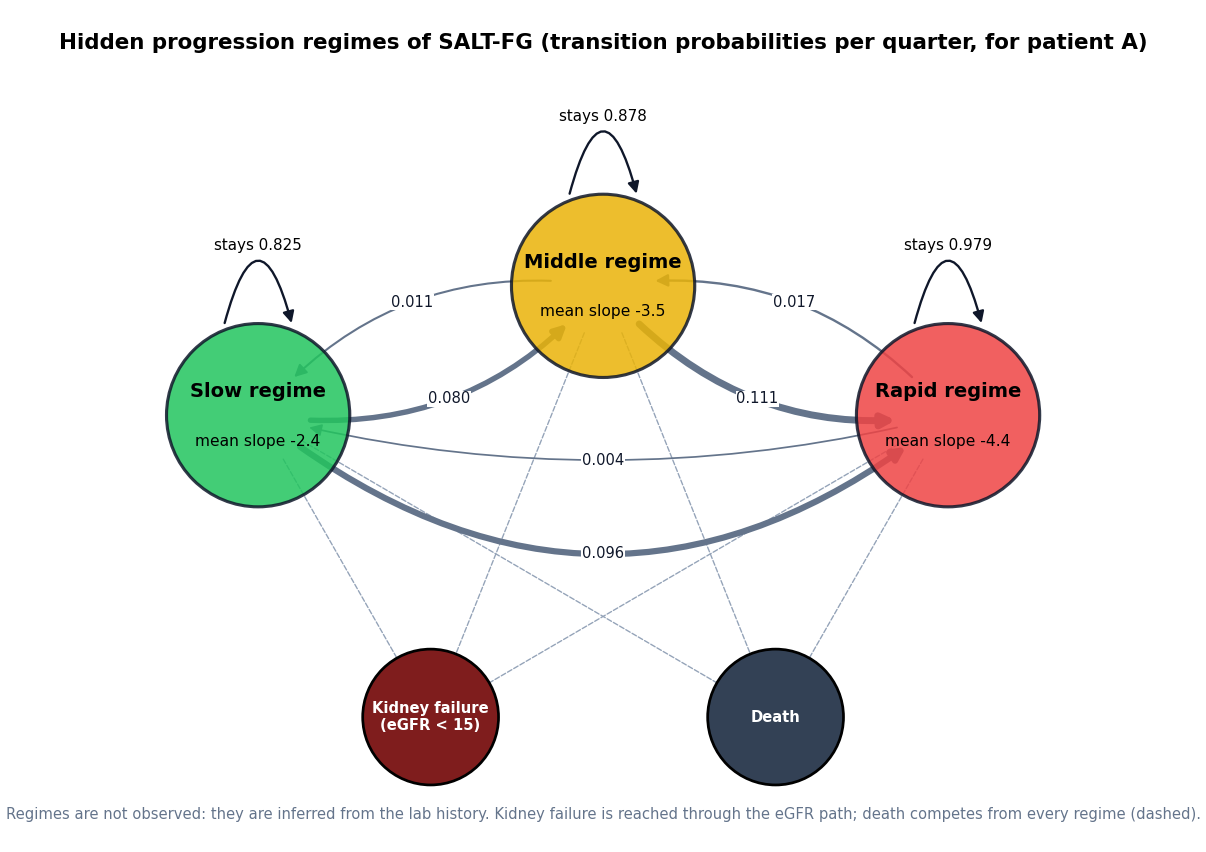 Hidden progression regimes of SALT-FG (transition probabilities per quarter, for patient A)
stays 0.878
stays 0.825
stays 0.979
Middle regime
mean slope -3.5
0.011
0.017
Slow regime
mean slope -2.4
0.080
0.111
Rapid regime
mean slope -4.4
0.004
0.096
Kidney failure
(eGFR < 15)
Death
Regimes are not observed: they are inferred from the lab history. Kidney failure is reached through the eGFR path; death competes from every regime (dashed).